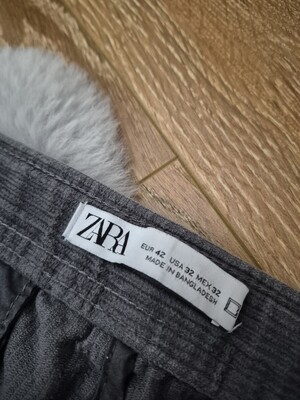 ZARA
EUR 42 USA 32 MEX 32
MADE IN BANGLADESH